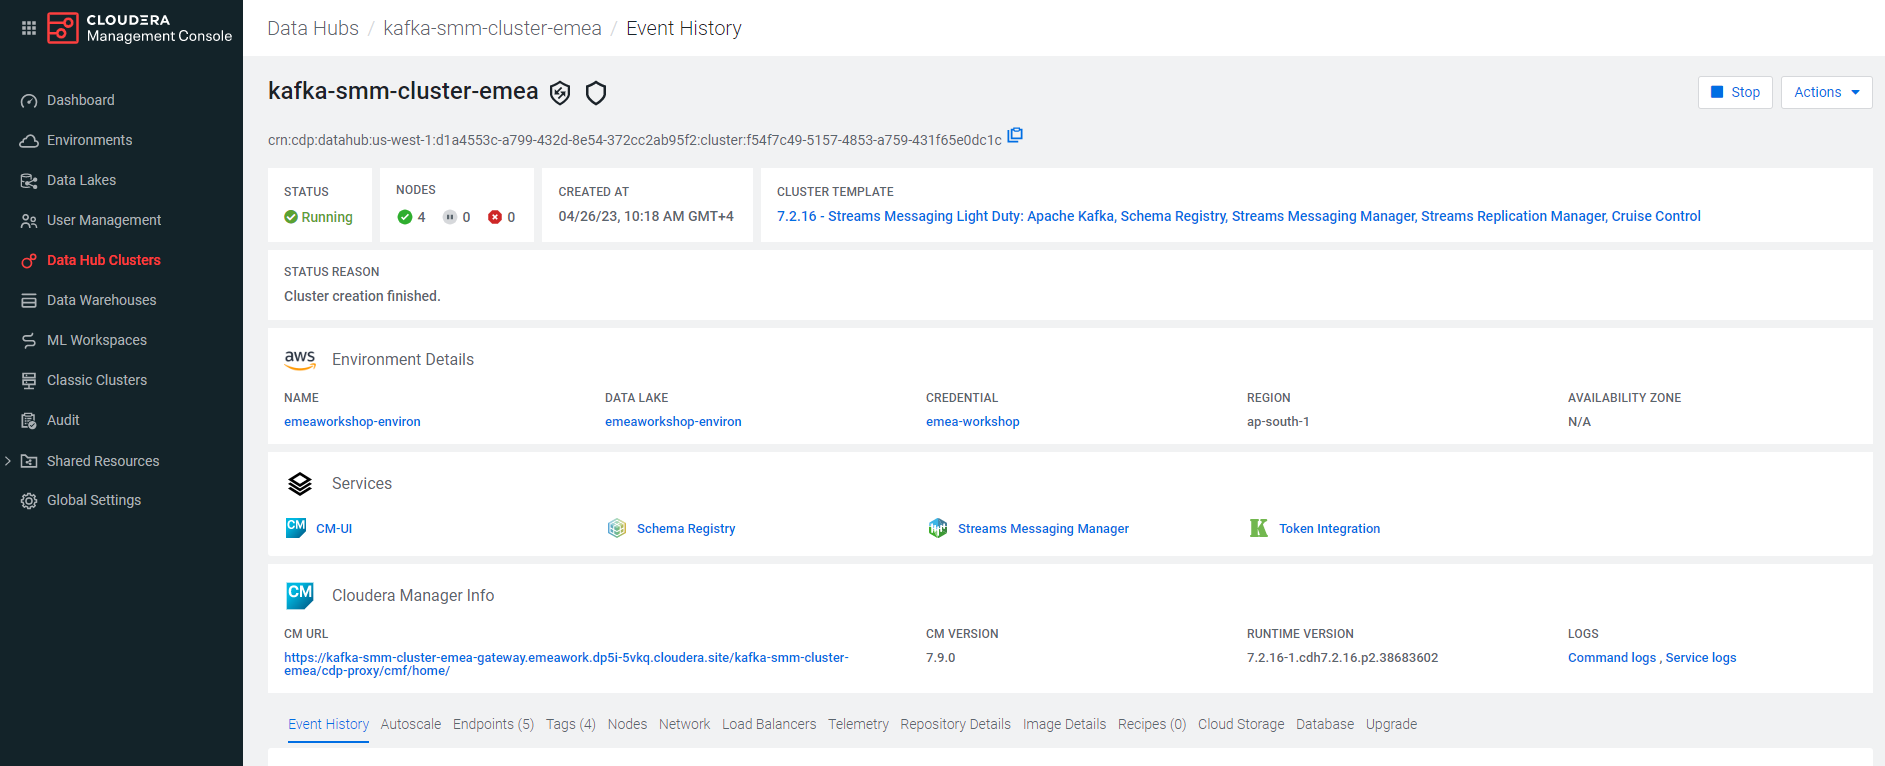 CLOUDERA
Management Console
Dashboard
Environments
Data Lakes
User Management
Data Hub Clusters
Data Warehouses
ML Workspaces
Classic Clusters
Audit
Shared Resources
Global Settings
Data Hubs / kafka-smm-cluster-emea / Event History
kafka-smm-cluster-emea
Stop
Actions
crn:cdp:datahub:us-west-1:d1a4553c-a799-432d-8e54-372cc2ab95f2:cluster:f54f7c49-5157-4853-a759-431f65e0dc1c
STATUS
Running
NODES
4 0 0
CREATED AT
04/26/23, 10:18 AM GMT+4
CLUSTER TEMPLATE
7.2.16 - Streams Messaging Light Duty: Apache Kafka, Schema Registry, Streams Messaging Manager, Streams Replication Manager, Cruise Control
STATUS REASON
Cluster creation finished.
aws
Environment Details
NAME
emeaworkshop-environ
DATA LAKE
emeaworkshop-environ
CREDENTIAL
emea-workshop
REGION
ap-south-1
AVAILABILITY ZONE
N/A
Services
CM
CM-UI
Schema Registry
Streams Messaging Manager
K
Token Integration
CM
Cloudera Manager Info
CM URL
https://kafka-smm-cluster-emea-gateway.emeawork.dp5i-5vkq.cloudera.site/kafka-smm-cluster-
emea/cdp-proxy/cmf/home/
CM VERSION
7.9.0
RUNTIME VERSION
7.2.16-1.cdh7.2.16.p2.38683602
LOGS
Command logs , Service logs
Event History Autoscale Endpoints (5) Tags (4) Nodes Network Load Balancers Telemetry Repository Details Image Details Recipes (0) Cloud Storage Database Upgrade